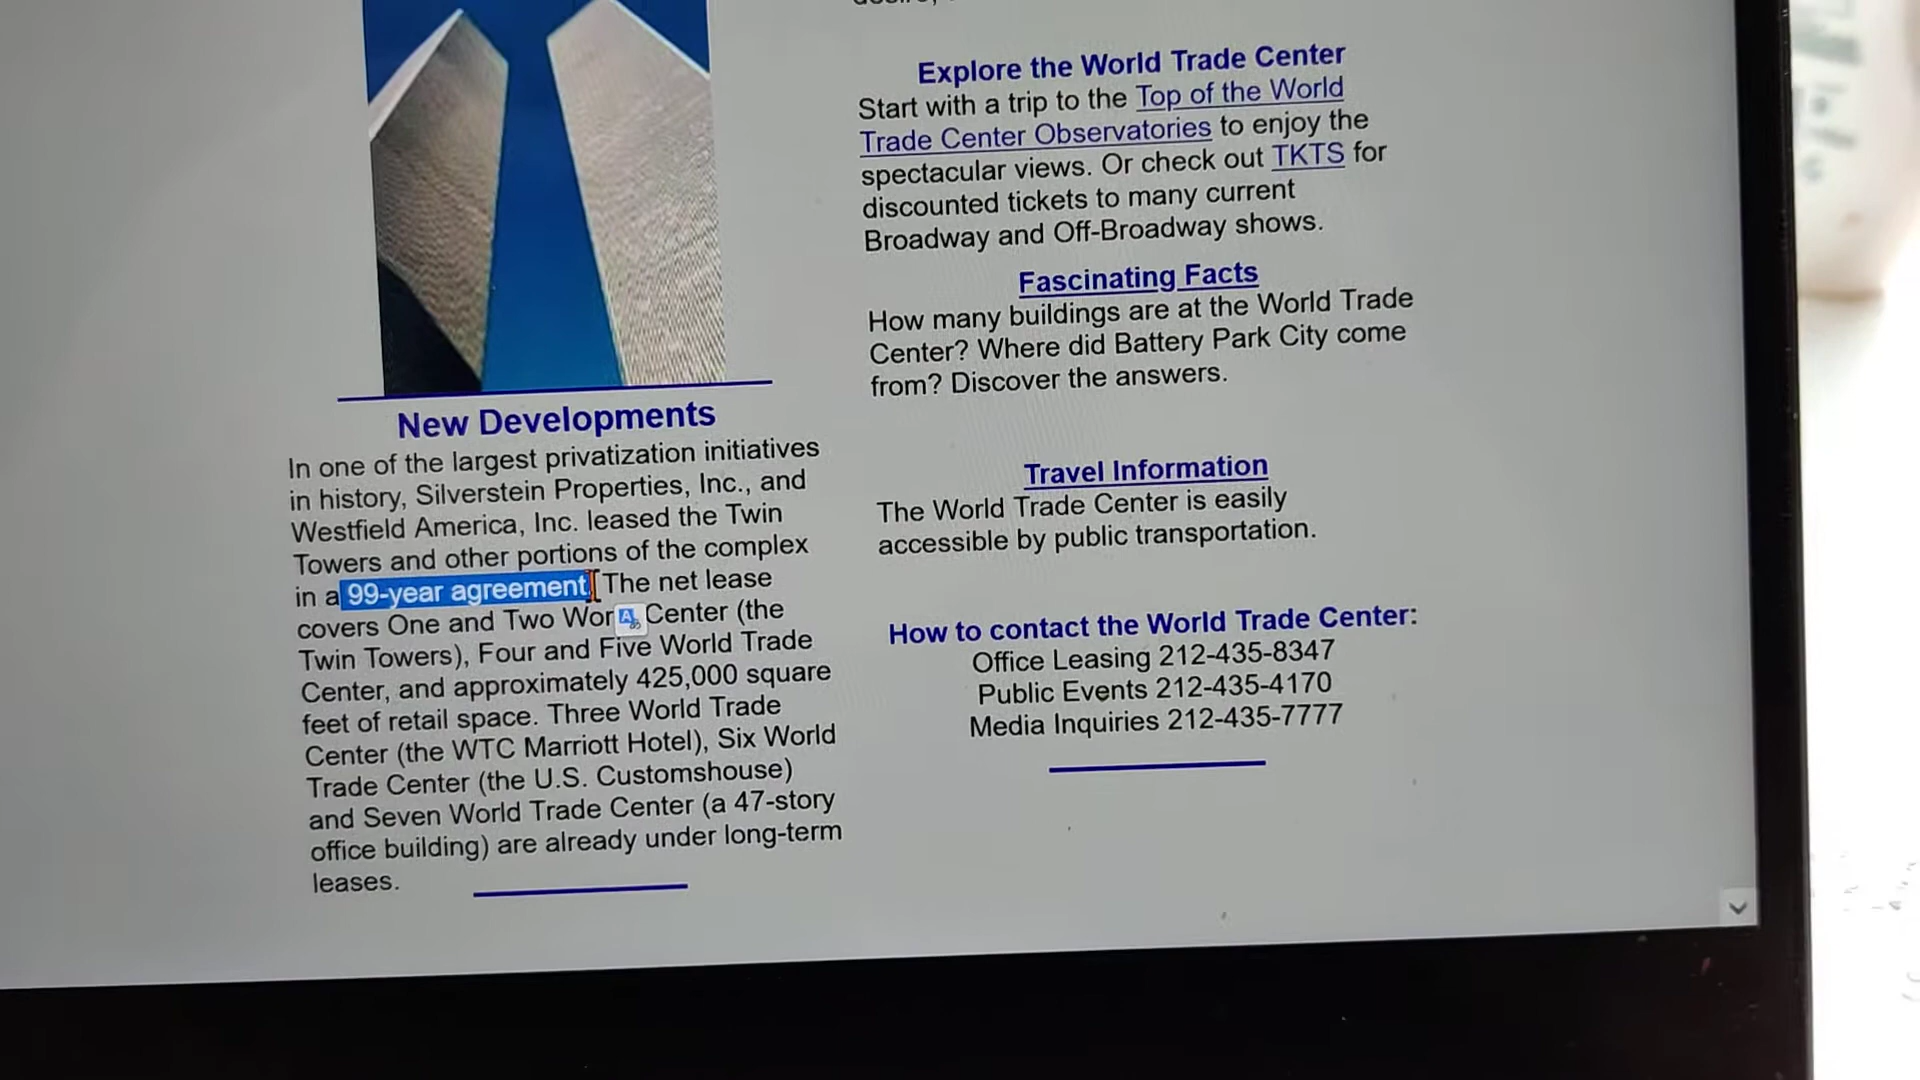 Explore the World Trade Center
Start with a trip to the Top of the World
Trade Center Observatories to enjoy the
spectacular views. Or check out TKTS for
discounted tickets to many current
Broadway and Off-Broadway shows.
Fascinating Facts
How many buildings are at the World Trade
Center? Where did Battery Park City come
from? Discover the answers.
Travel Information
The World Trade Center is easily
accessible by public transportation.
How to contact the World Trade Center:
Office Leasing 212-435-8347
Public Events 212-435-4170
Media Inquiries 212-435-7777
New Developments
In one of the largest privatization initiatives
in history, Silverstein Properties, Inc., and
Westfield America, Inc. leased the Twin
Towers and other portions of the complex
in a 99-year agreement. The net lease
covers One and Two Wor Center (the
Twin Towers), Four and Five World Trade
Center, and approximately 425,000 square
feet of retail space. Three World Trade
Center (the WTC Marriott Hotel), Six World
Trade Center (the U.S. Customshouse)
and Seven World Trade Center (a 47-story
office building) are already under long-term
leases.